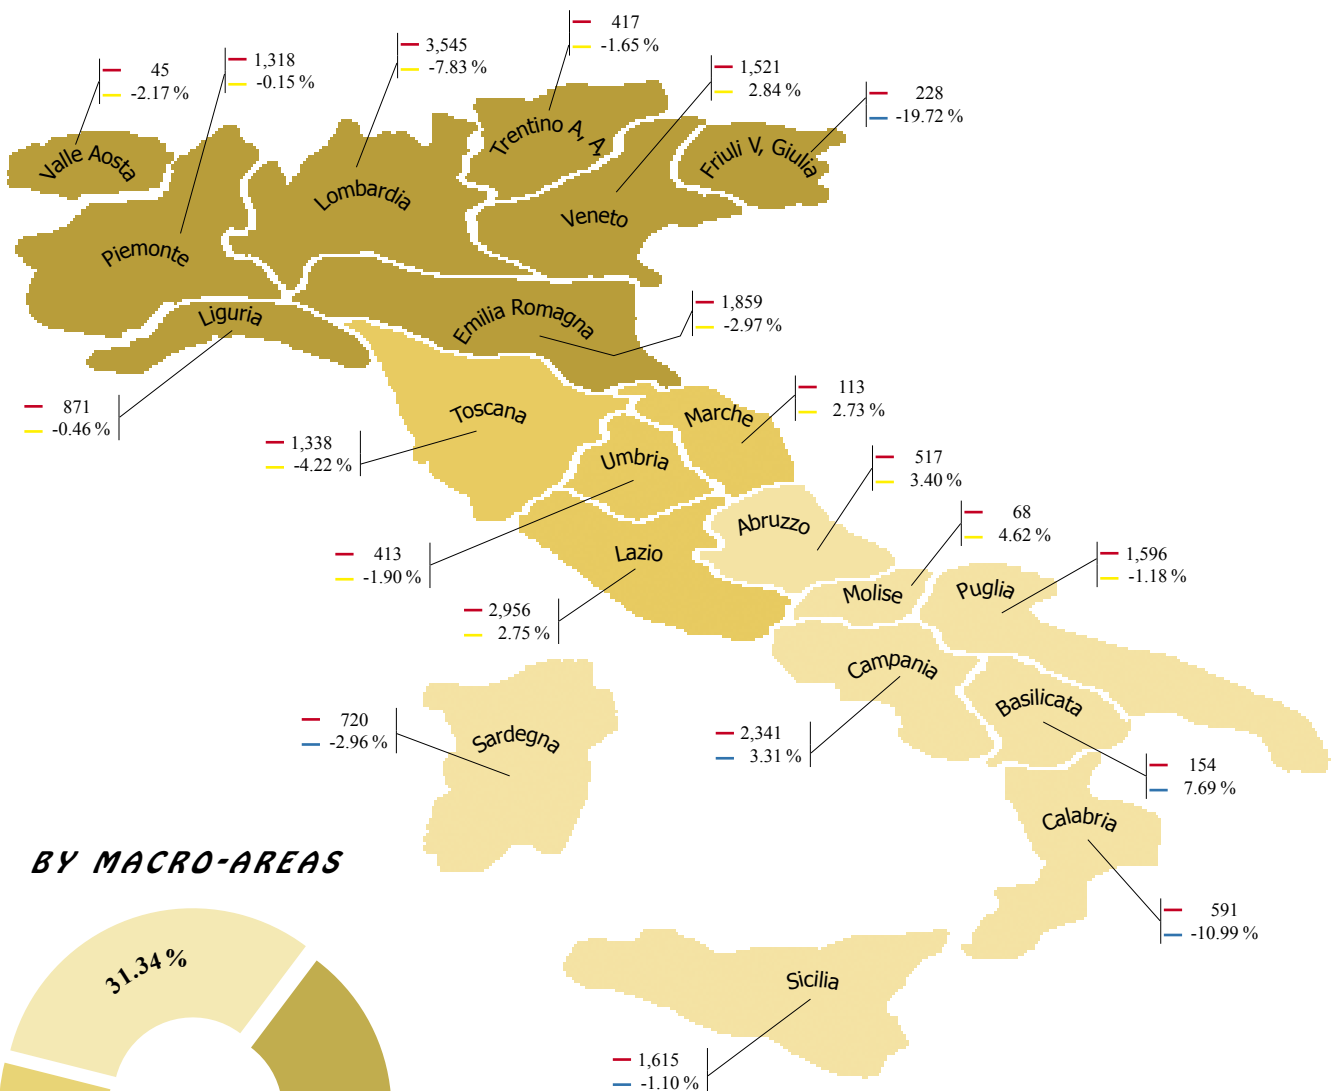 417
-1.65 %
3,545
-7.83 %
1,318
-0.15 %
45
-2.17 %
1,521
2.84 %
228
-19.72 %
Valle Aosta
Trentino A, A,
Friuli V, Giulia
Lombardia
Veneto
Piemonte
Liguria
Emilia Romagna
1,859
-2.97 %
871
-0.46 %
Toscana
Marche
113
2.73 %
1,338
-4.22 %
Umbria
517
3.40 %
Abruzzo
68
4.62 %
413
-1.90 %
Lazio
1,596
-1.18 %
Molise
Puglia
2,956
2.75 %
Campania
Basilicata
720
-2.96 %
Sardegna
2,341
3.31 %
154
7.69 %
Calabria
BY MACRO-AREAS
591
-10.99 %
31.34 %
Sicilia
1,615
-1.10 %